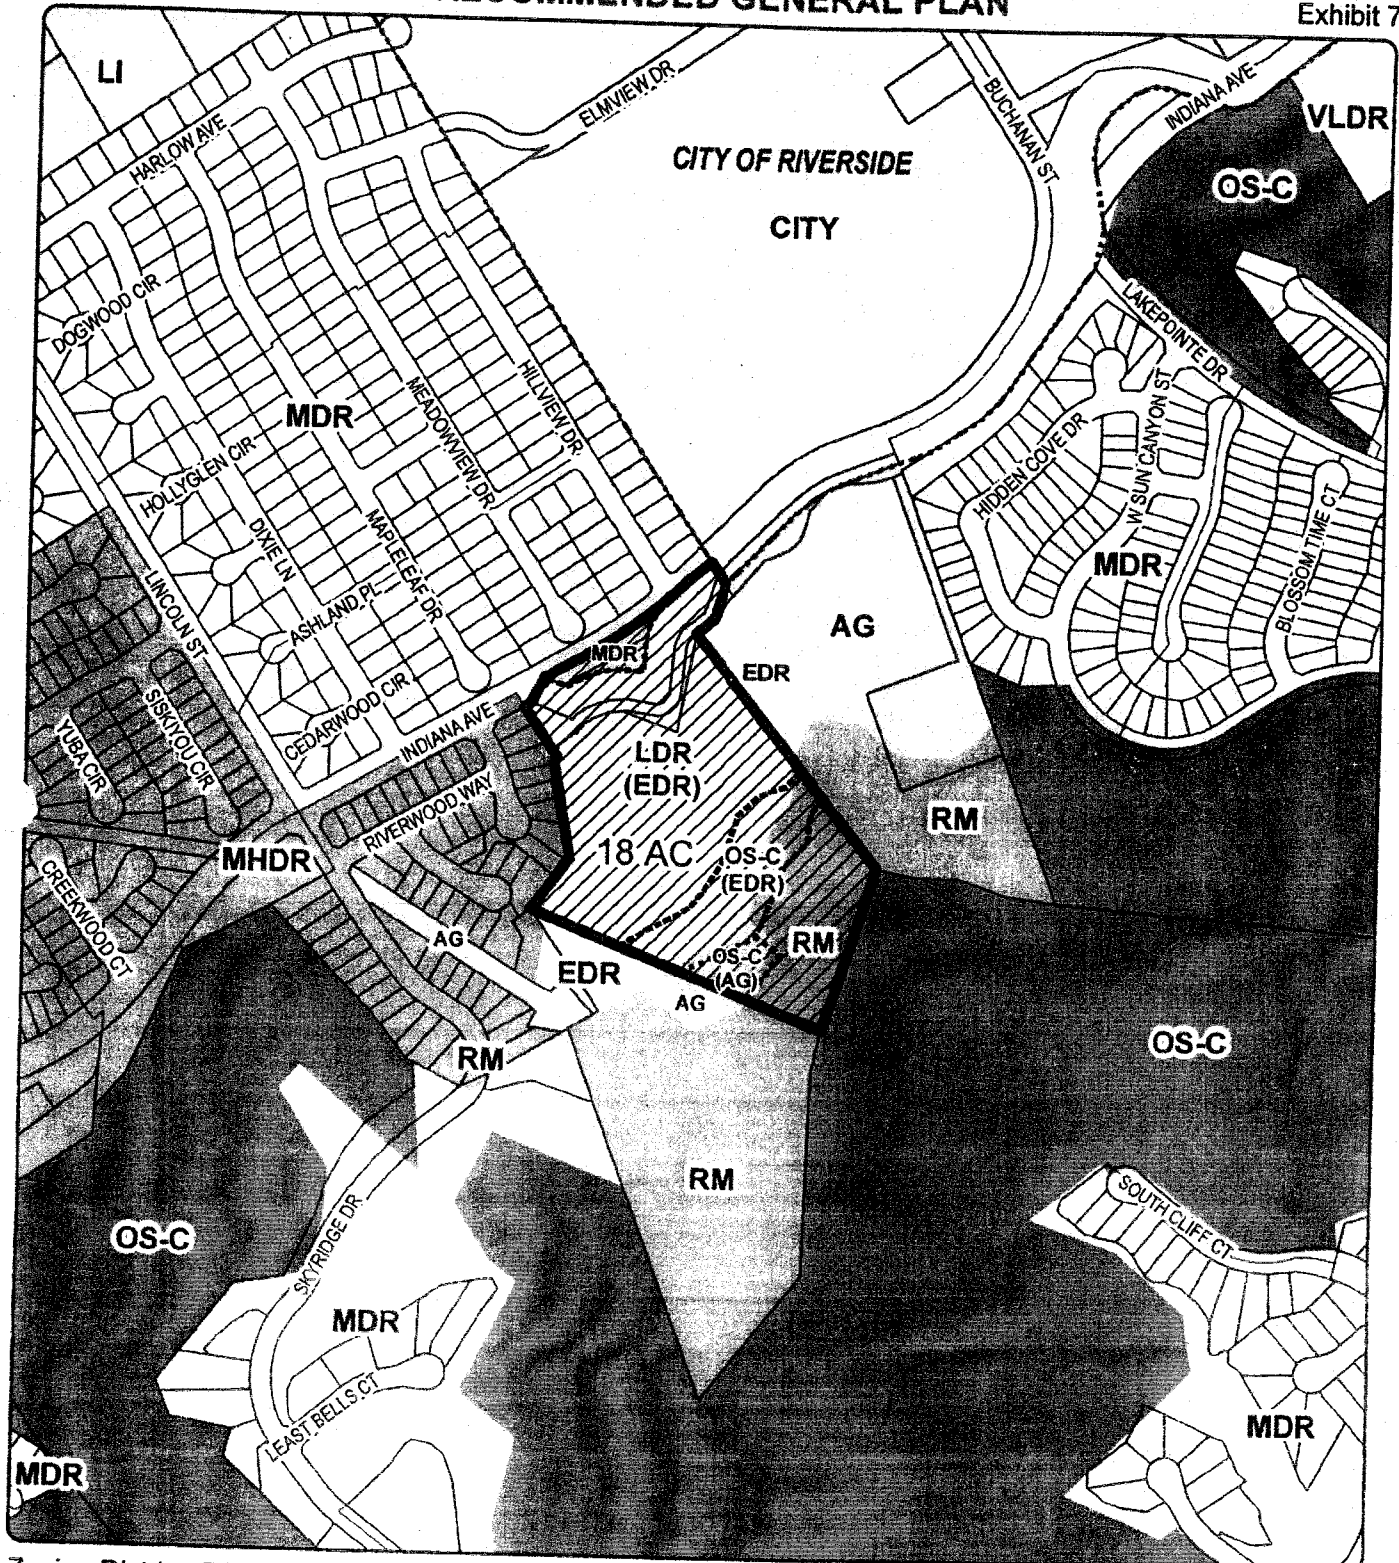 RECOMMENDED GENERAL PLAN
Exhibit 7
LI
HARLOW AVE
ELMVIEW DR
BUCHANAN ST
INDIANA AVE
VLDR
CITY OF RIVERSIDE
CITY
OS-C
DOGWOOD CIR
LAKEPOINTE DR
MDR
MEADOWVIEW DR
HILLVIEW DR
HOLLYGLEN CIR
HIDDEN COVE DR
W SUN CANYON ST
BLOSSOM TIME CT
MDR
DIXIE LN
MAPLELEAF DR
LINCOLN ST
ASHLAND PL
AG
MDR
EDR
SISKIYOU CIR
YUBA CIR
CEDARWOOD CIR
INDIANA AVE
LDR
(EDR)
RIVERWOOD WAY
RM
18 AC
OS-C
(EDR)
MHDR
CREEKWOOD CT
AG
RM
OS-C
(AG)
EDR
AG
RM
OS-C
RM
SOUTH CLIFF CT
OS-C
SKYRIDGE DR
MDR
LEAST BELLS CT
MDR
MDR